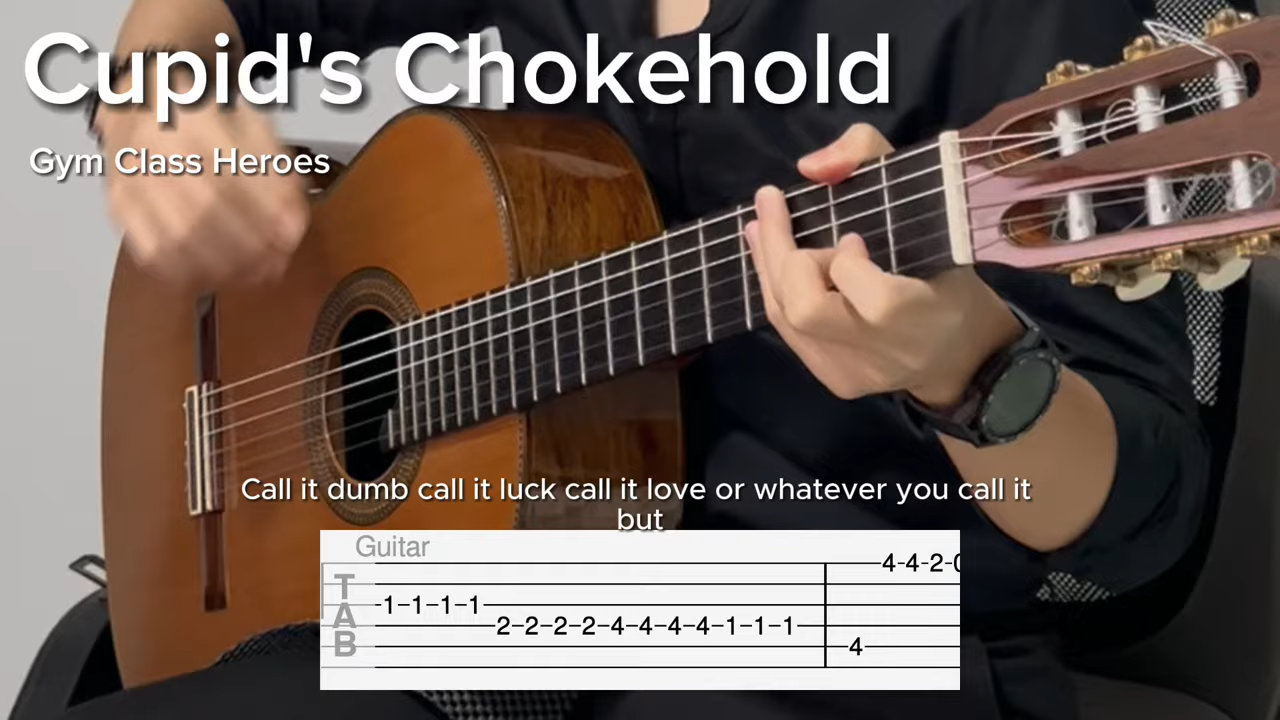 Cupid's Chokehold
Gym Class Heroes
Call it dumb call it luck call it love or whatever you call it
but
Guitar
T
A
B
4-4-2-0
-1-1-1-1
2-2-2-2-4-4-4-4-1-1-1
4